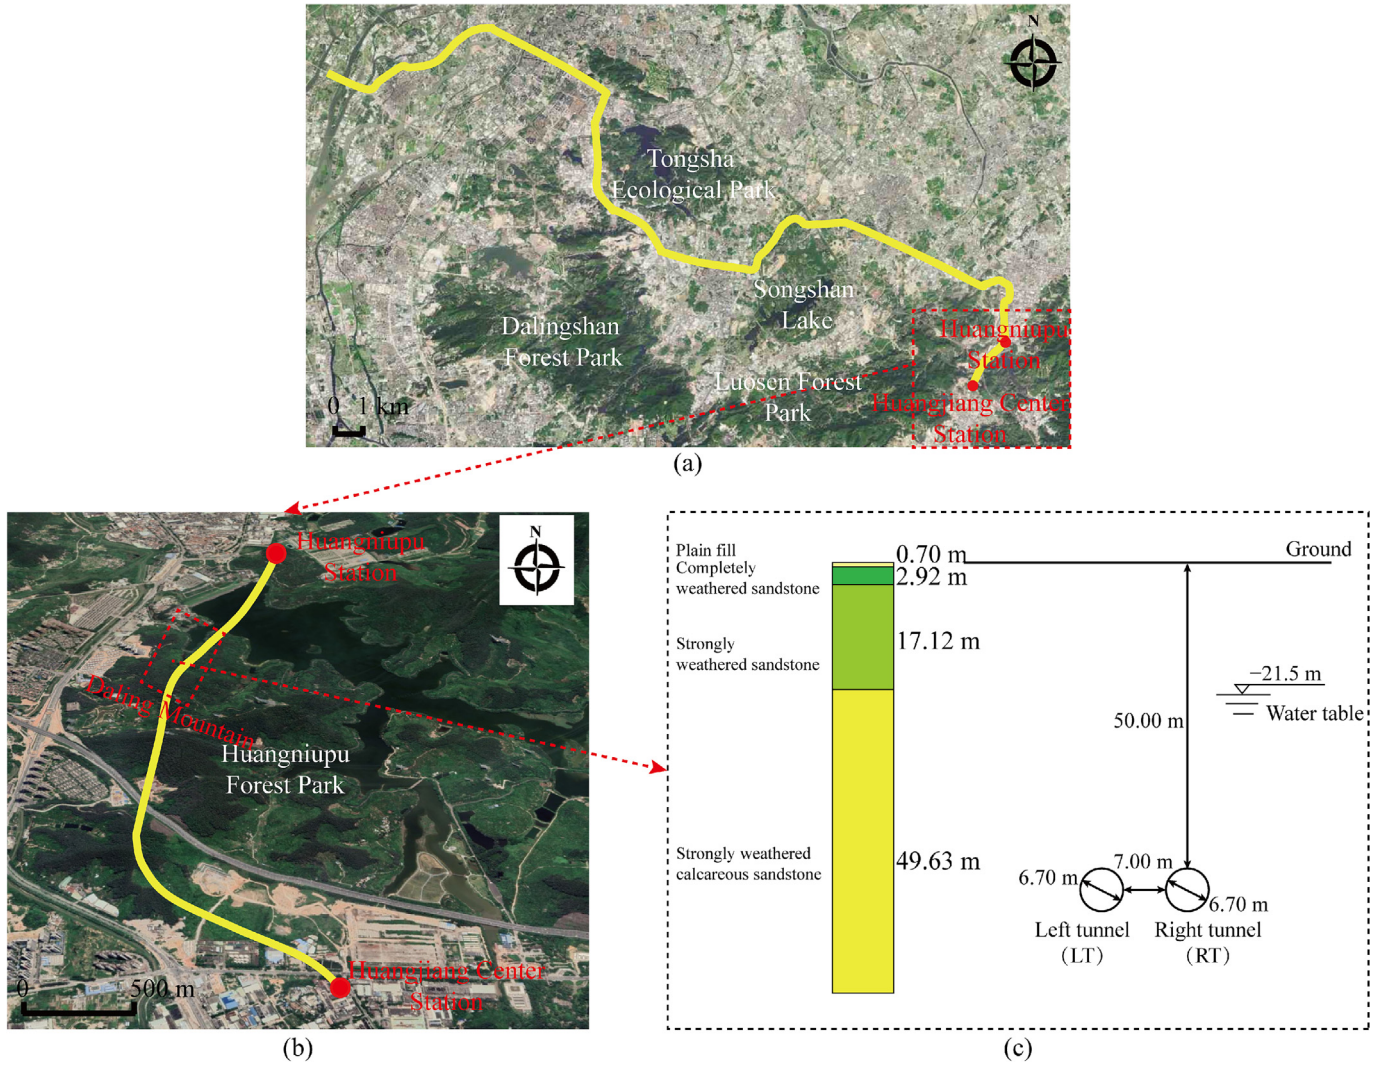 N
Tongsha
Ecological Park
Songshan
Lake
Dalingshan
Forest Park
Huangniupu
Station
Luosen Forest
Park
Huangjiang Center
Station
0 1 km
(a)
N
Huangniupu
Station
Daling Mountain
Huangniupu
Forest Park
Huangjiang Center
Station
0 500 m
(b)
Plain fill
0.70 m
Completely
weathered sandstone
2.92 m
Strongly
weathered sandstone
17.12 m
Strongly weathered
calcareous sandstone
49.63 m
Ground
−21.5 m
Water table
50.00 m
7.00 m
6.70 m
6.70 m
Left tunnel
(LT)
Right tunnel
(RT)
(c)